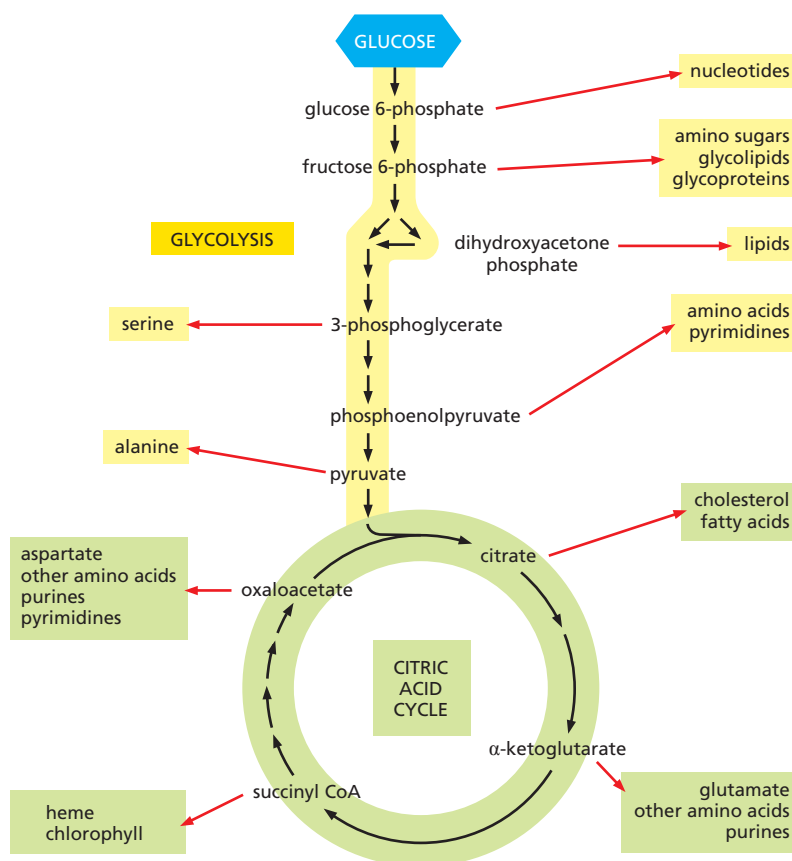 GLUCOSE
nucleotides
glucose 6-phosphate
amino sugars
glycolipids
glycoproteins
fructose 6-phosphate
GLYCOLYSIS
dihydroxyacetone
phosphate
lipids
serine
3-phosphoglycerate
amino acids
pyrimidines
phosphoenolpyruvate
alanine
pyruvate
cholesterol
fatty acids
citrate
aspartate
other amino acids
purines
pyrimidines
oxaloacetate
CITRIC
ACID
CYCLE
α-ketoglutarate
succinyl CoA
glutamate
other amino acids
purines
heme
chlorophyll